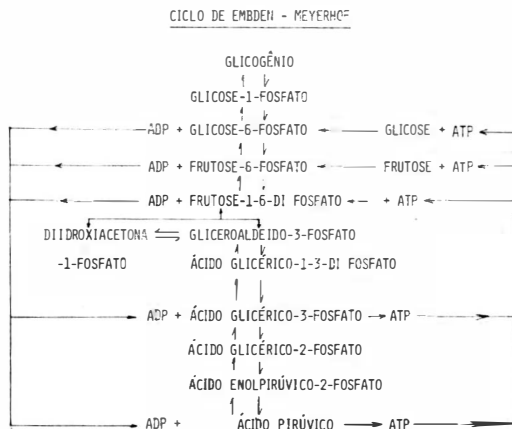 CICLO DE EMBDEN - MEYERHOF
GLICOGÊNIO
GLICOSE-1-FOSFATO
ADP + GLICOSE-6-FOSFATO GLICOSE + ATP
ADP + FRUTOSE-6-FOSFATO FRUTOSE + ATP
ADP + FRUTOSE-1-6-DI FOSFATO + ATP
DIIDROXIACETONA GLICEROALDEIDO-3-FOSFATO
-1-FOSFATO ÁCIDO GLICÉRICO-1-3-DI FOSFATO
ADP + ÁCIDO GLICÉRICO-3-FOSFATO ATP
ÁCIDO GLICÉRICO-2-FOSFATO
ÁCIDO ENOLPIRÚVICO-2-FOSFATO
ADP + ÁCIDO PIRÚVICO ATP